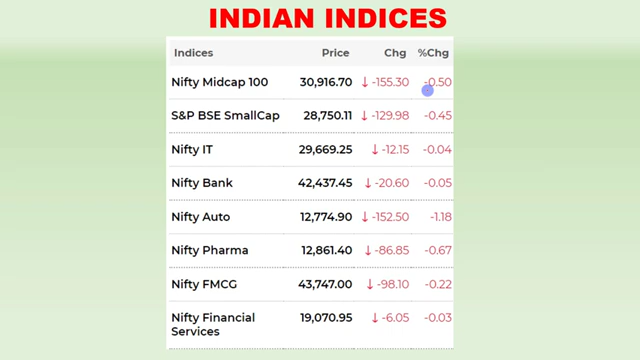 INDIAN INDICES
Indices Price Chg %Chg
Nifty Midcap 100 30,916.70 ↓ -155.30 -0.50
S&P BSE SmallCap 28,750.11 ↓ -129.98 -0.45
Nifty IT 29,669.25 ↓ -12.15 -0.04
Nifty Bank 42,437.45 ↓ -20.60 -0.05
Nifty Auto 12,774.90 ↓ -152.50 -1.18
Nifty Pharma 12,861.40 ↓ -86.85 -0.67
Nifty FMCG 43,747.00 ↓ -98.10 -0.22
Nifty Financial 19,070.95 ↓ -6.05 -0.03
Services